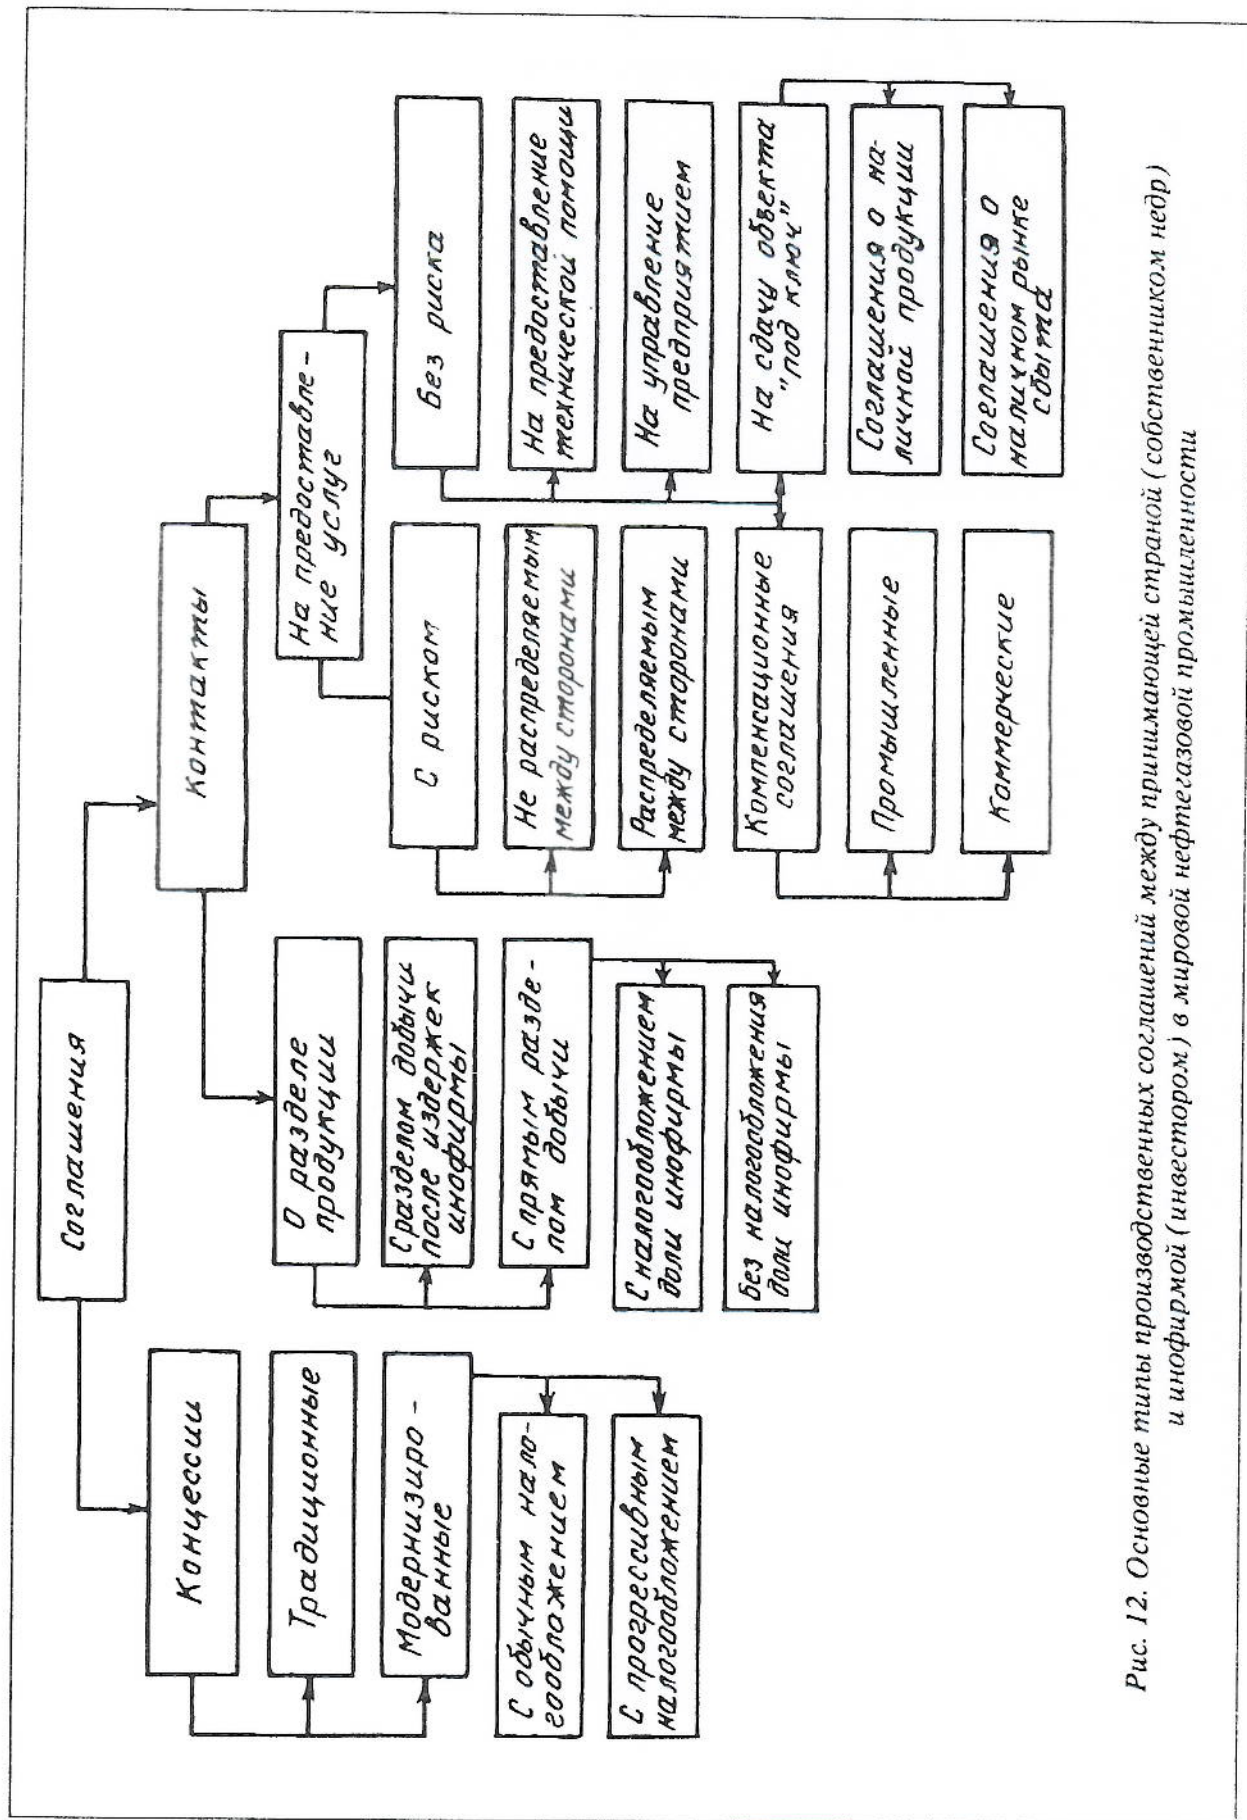 Соглашения
Концессии
Традиционные
Модернизиро-
ванные
С обычным нало-
гообложением
С прогрессивным
налогообложением
Контакты
О разделе
продукции
С разделом добычи
после издержек
инофирмы
С прямым разде-
лом добычи
С налогообложением
доли инофирмы
Без налогообложения
доли инофирмы
На предоставле-
ние услуг
С риском
Не распределяемым
между сторонами
Распределяемым
между сторонами
Компенсационные
соглашения
Промышленные
Коммерческие
Без риска
На предоставление
технической помощи
На управление
предприятием
На сдачу объекта
"под ключ"
Соглашения о на-
личной продукции
Соглашения о
наличном рынке
сбыта
Рис. 12. Основные типы производственных соглашений между принимающей страной (собственником недр)
и инофирмой (инвестором) в мировой нефтегазовой промышленности